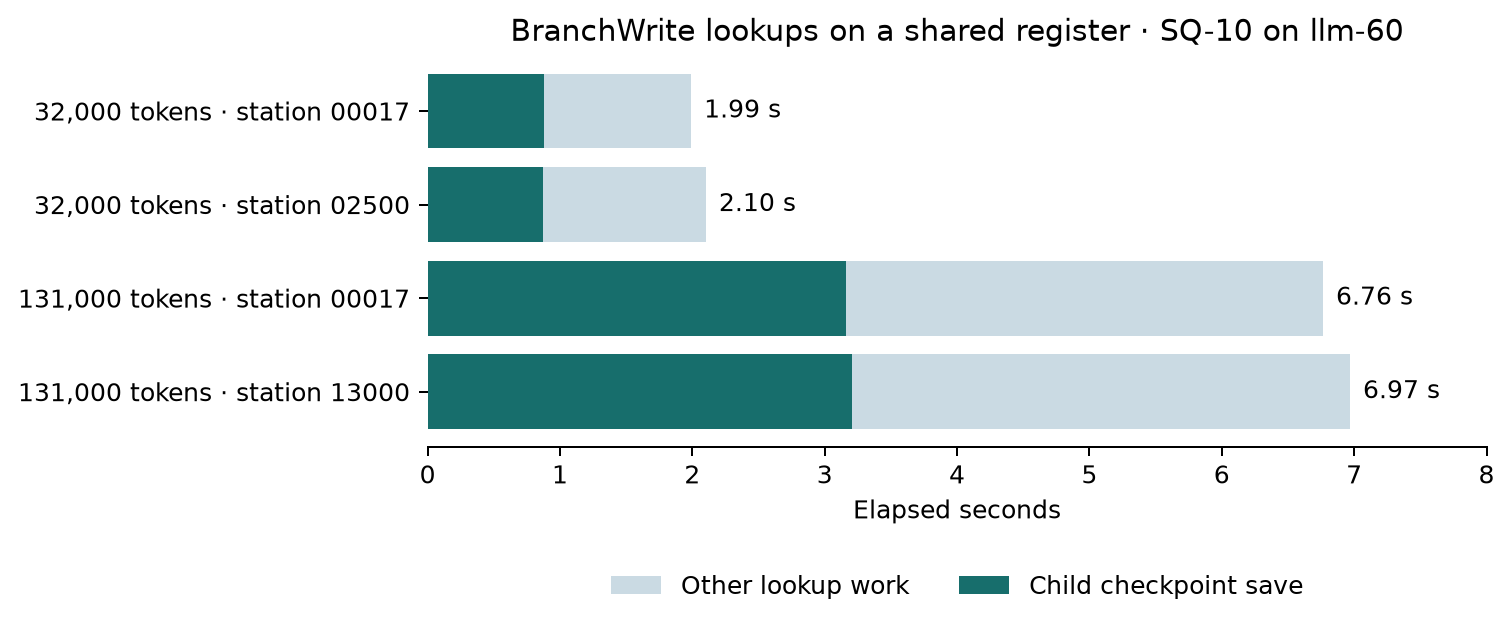 BranchWrite lookups on a shared register · SQ-10 on llm-60
32,000 tokens · station 00017
1.99 s
32,000 tokens · station 02500
2.10 s
131,000 tokens · station 00017
6.76 s
131,000 tokens · station 13000
6.97 s
0 1 2 3 4 5 6 7 8
Elapsed seconds
Other lookup work
Child checkpoint save